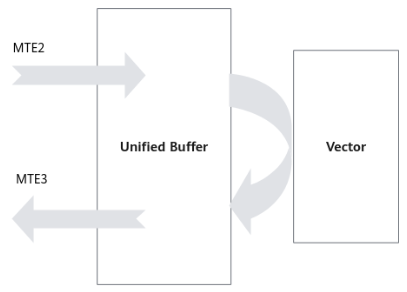 MTE2
Unified Buffer
Vector
MTE3